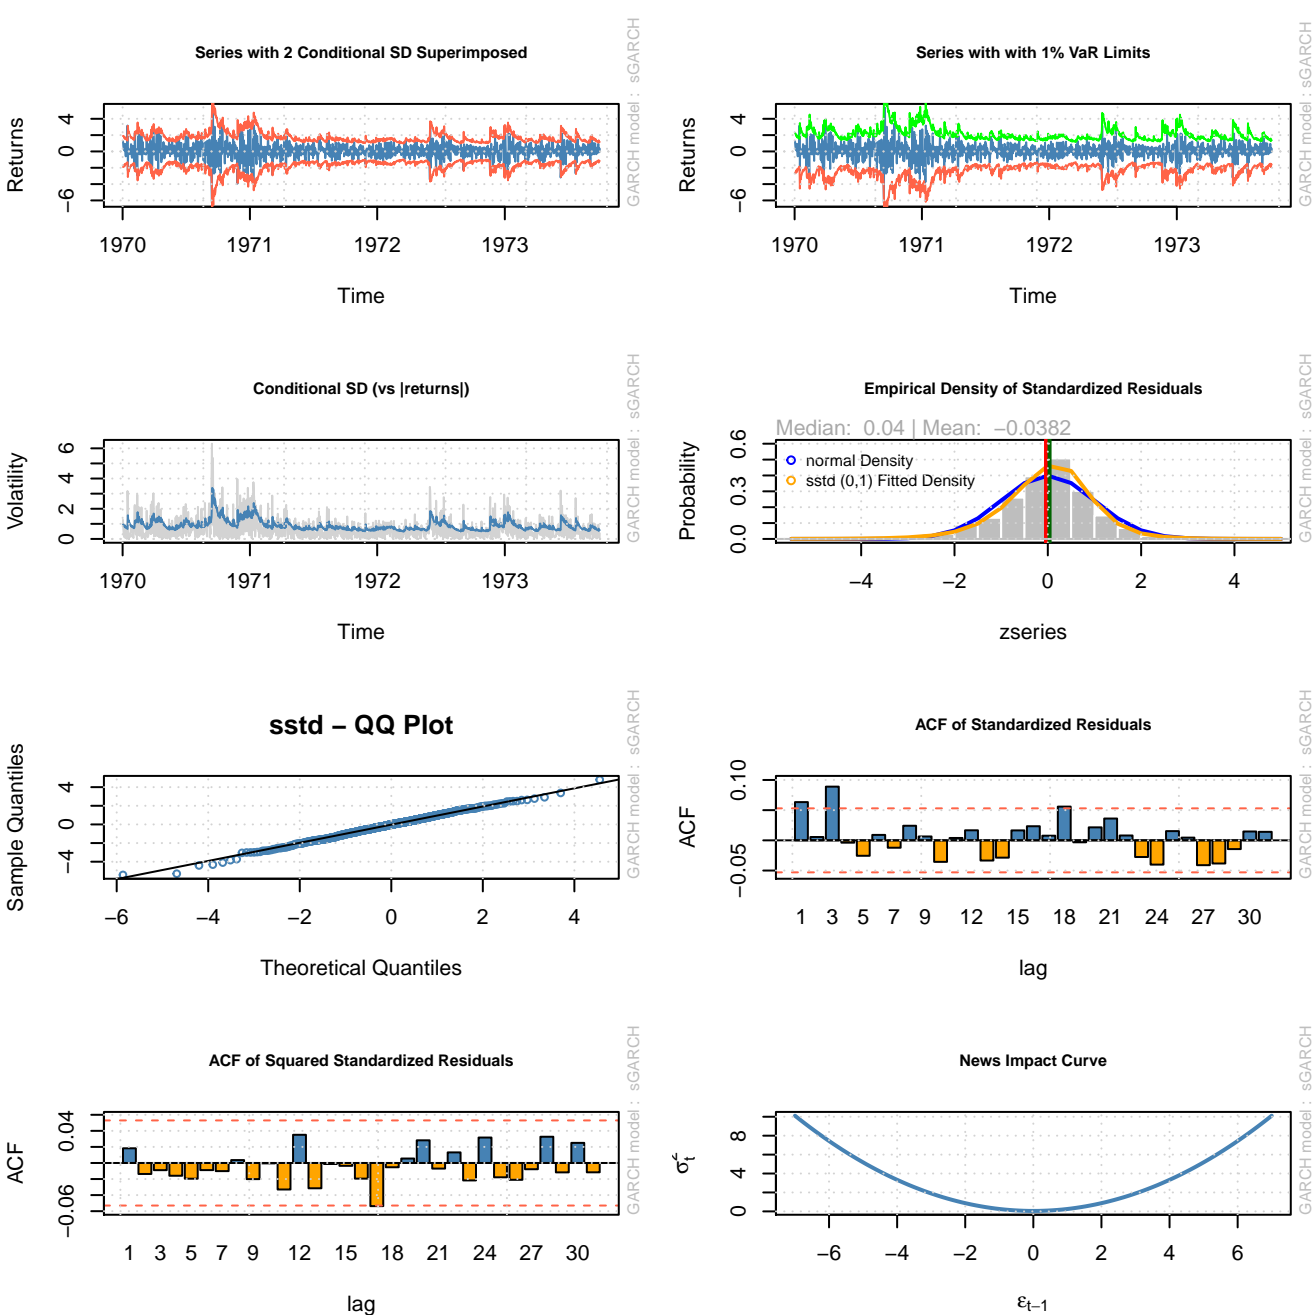 Series with 2 Conditional SD Superimposed
Returns
4
0
−6
1970 1971 1972 1973
Time
GARCH model : sGARCH
Series with with 1% VaR Limits
Returns
4
0
−6
1970 1971 1972 1973
Time
GARCH model : sGARCH
Conditional SD (vs |returns|)
Volatility
6
4
2
0
1970 1971 1972 1973
Time
GARCH model : sGARCH
Empirical Density of Standardized Residuals
Median: 0.04 | Mean: −0.0382
Probability
0.6
0.3
0.0
normal Density
sstd (0,1) Fitted Density
−4 −2 0 2 4
zseries
GARCH model : sGARCH
sstd − QQ Plot
Sample Quantiles
4
0
−4
−6 −4 −2 0 2 4
Theoretical Quantiles
GARCH model : sGARCH
ACF of Standardized Residuals
ACF
0.10
−0.05
1 3 5 7 9 12 15 18 21 24 27 30
lag
GARCH model : sGARCH
ACF of Squared Standardized Residuals
ACF
0.04
−0.06
1 3 5 7 9 12 15 18 21 24 27 30
lag
GARCH model : sGARCH
News Impact Curve
σt2
8
4
0
−6 −4 −2 0 2 4 6
εt−1
GARCH model : sGARCH